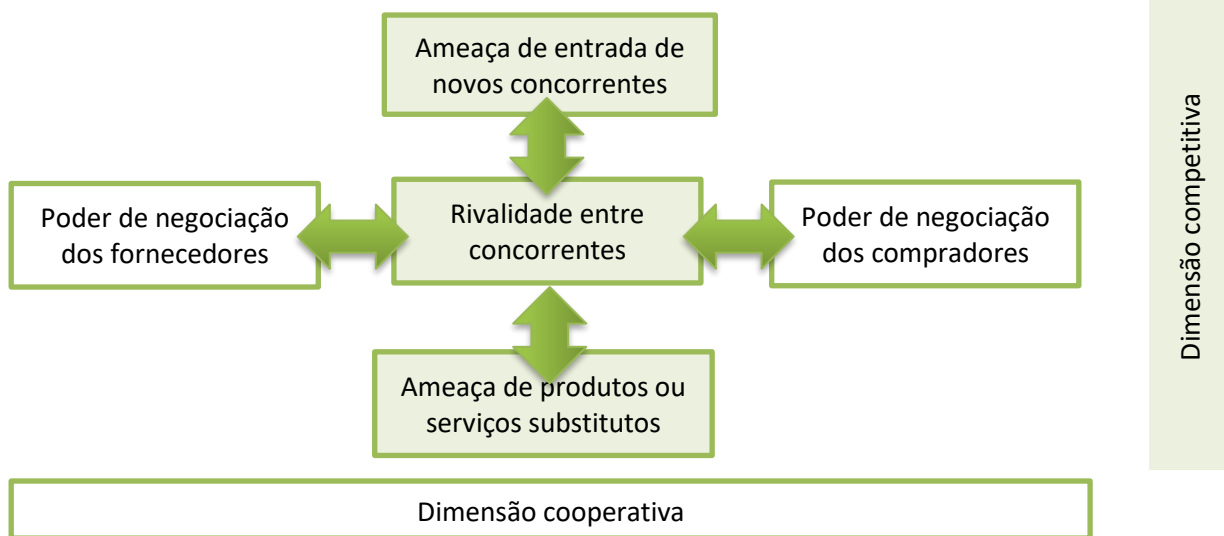 Ameaça de entrada de
novos concorrentes
Poder de negociação
dos fornecedores
Rivalidade entre
concorrentes
Poder de negociação
dos compradores
Ameaça de produtos ou
serviços substitutos
Dimensão cooperativa
Dimensão competitiva